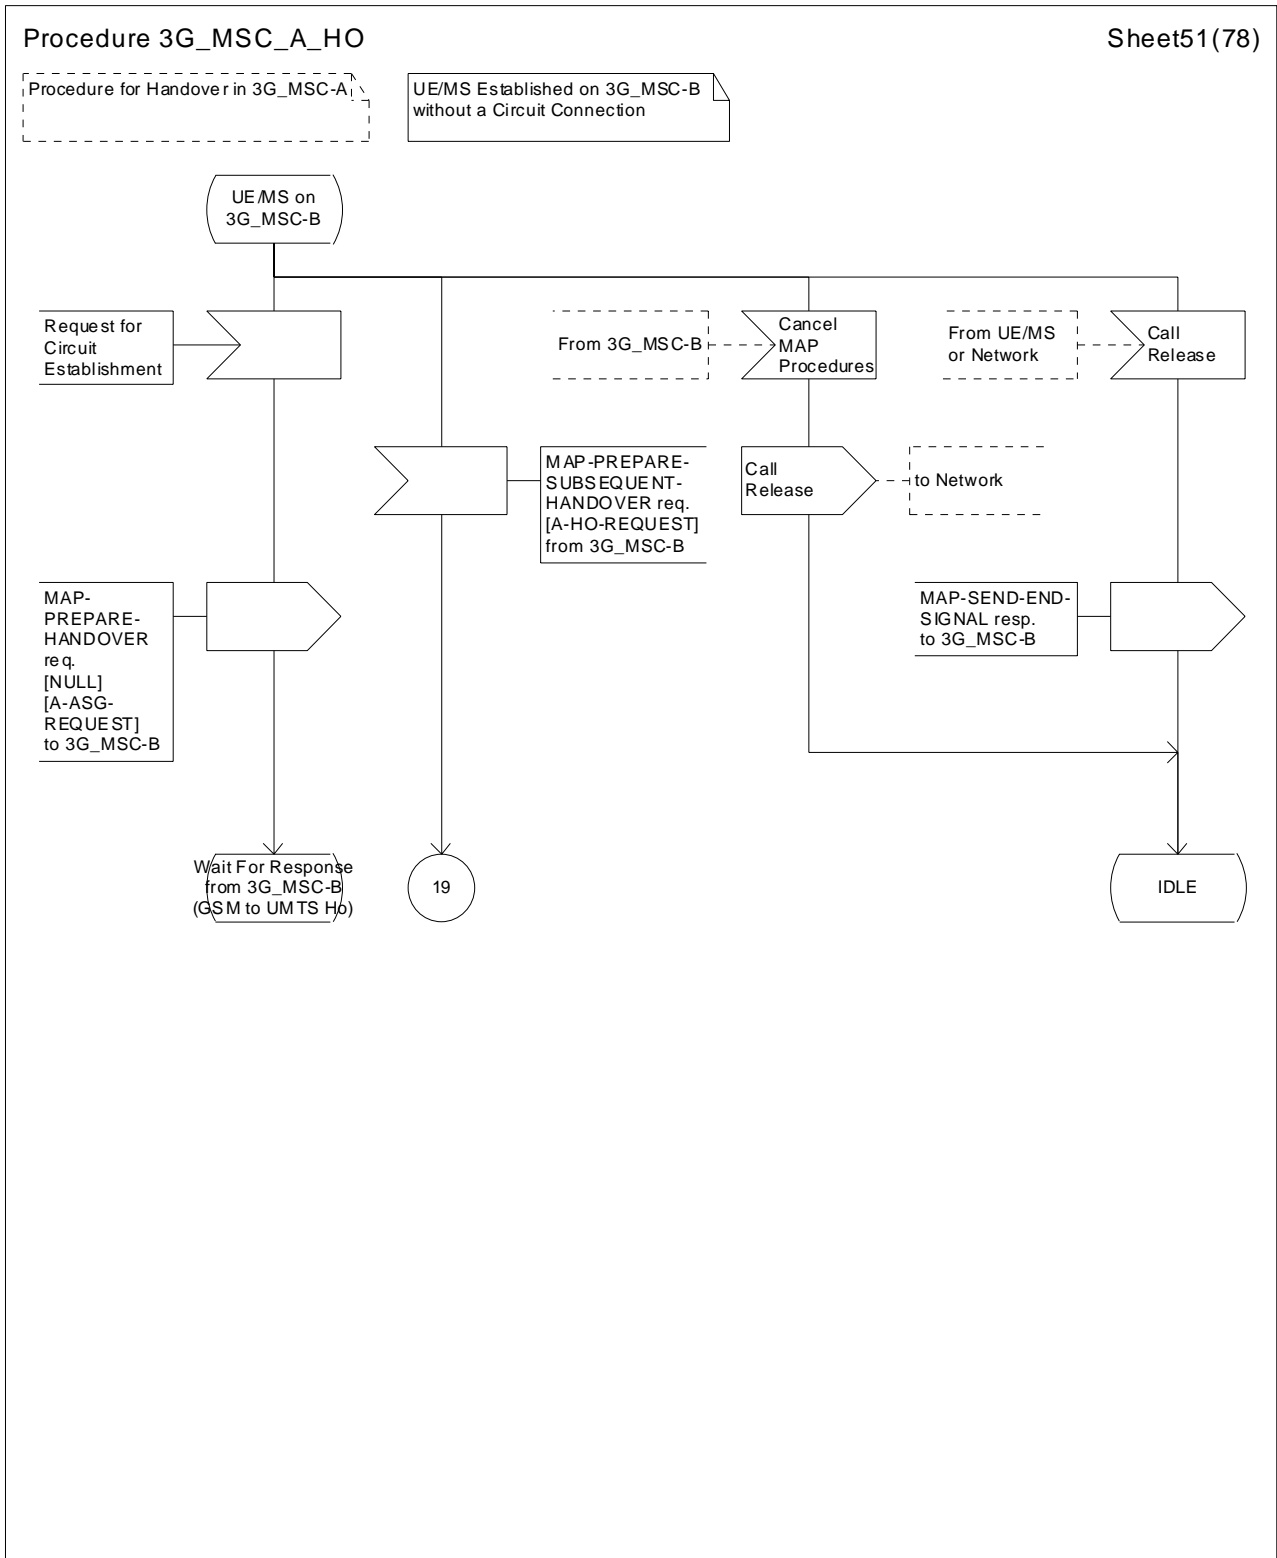 Procedure 3G_MSC_A_HO
Sheet51(78)
Procedure for Handover in 3G_MSC-A
UE/MS Established on 3G_MSC-B
without a Circuit Connection
UE/MS on
3G_MSC-B
Request for
Circuit
Establishment
From 3G_MSC-B
Cancel
MAP
Procedures
From UE/MS
or Network
Call
Release
MAP-PREPARE-
SUBSEQUENT-
HANDOVER req.
[A-HO-REQUEST]
from 3G_MSC-B
Call
Release
to Network
MAP-
PREPARE-
HANDOVER
req.
[NULL]
[A-ASG-
REQUEST]
to 3G_MSC-B
MAP-SEND-END-
SIGNAL resp.
to 3G_MSC-B
Wait For Response
from 3G_MSC-B
(GSM to UMTS Ho)
19
IDLE